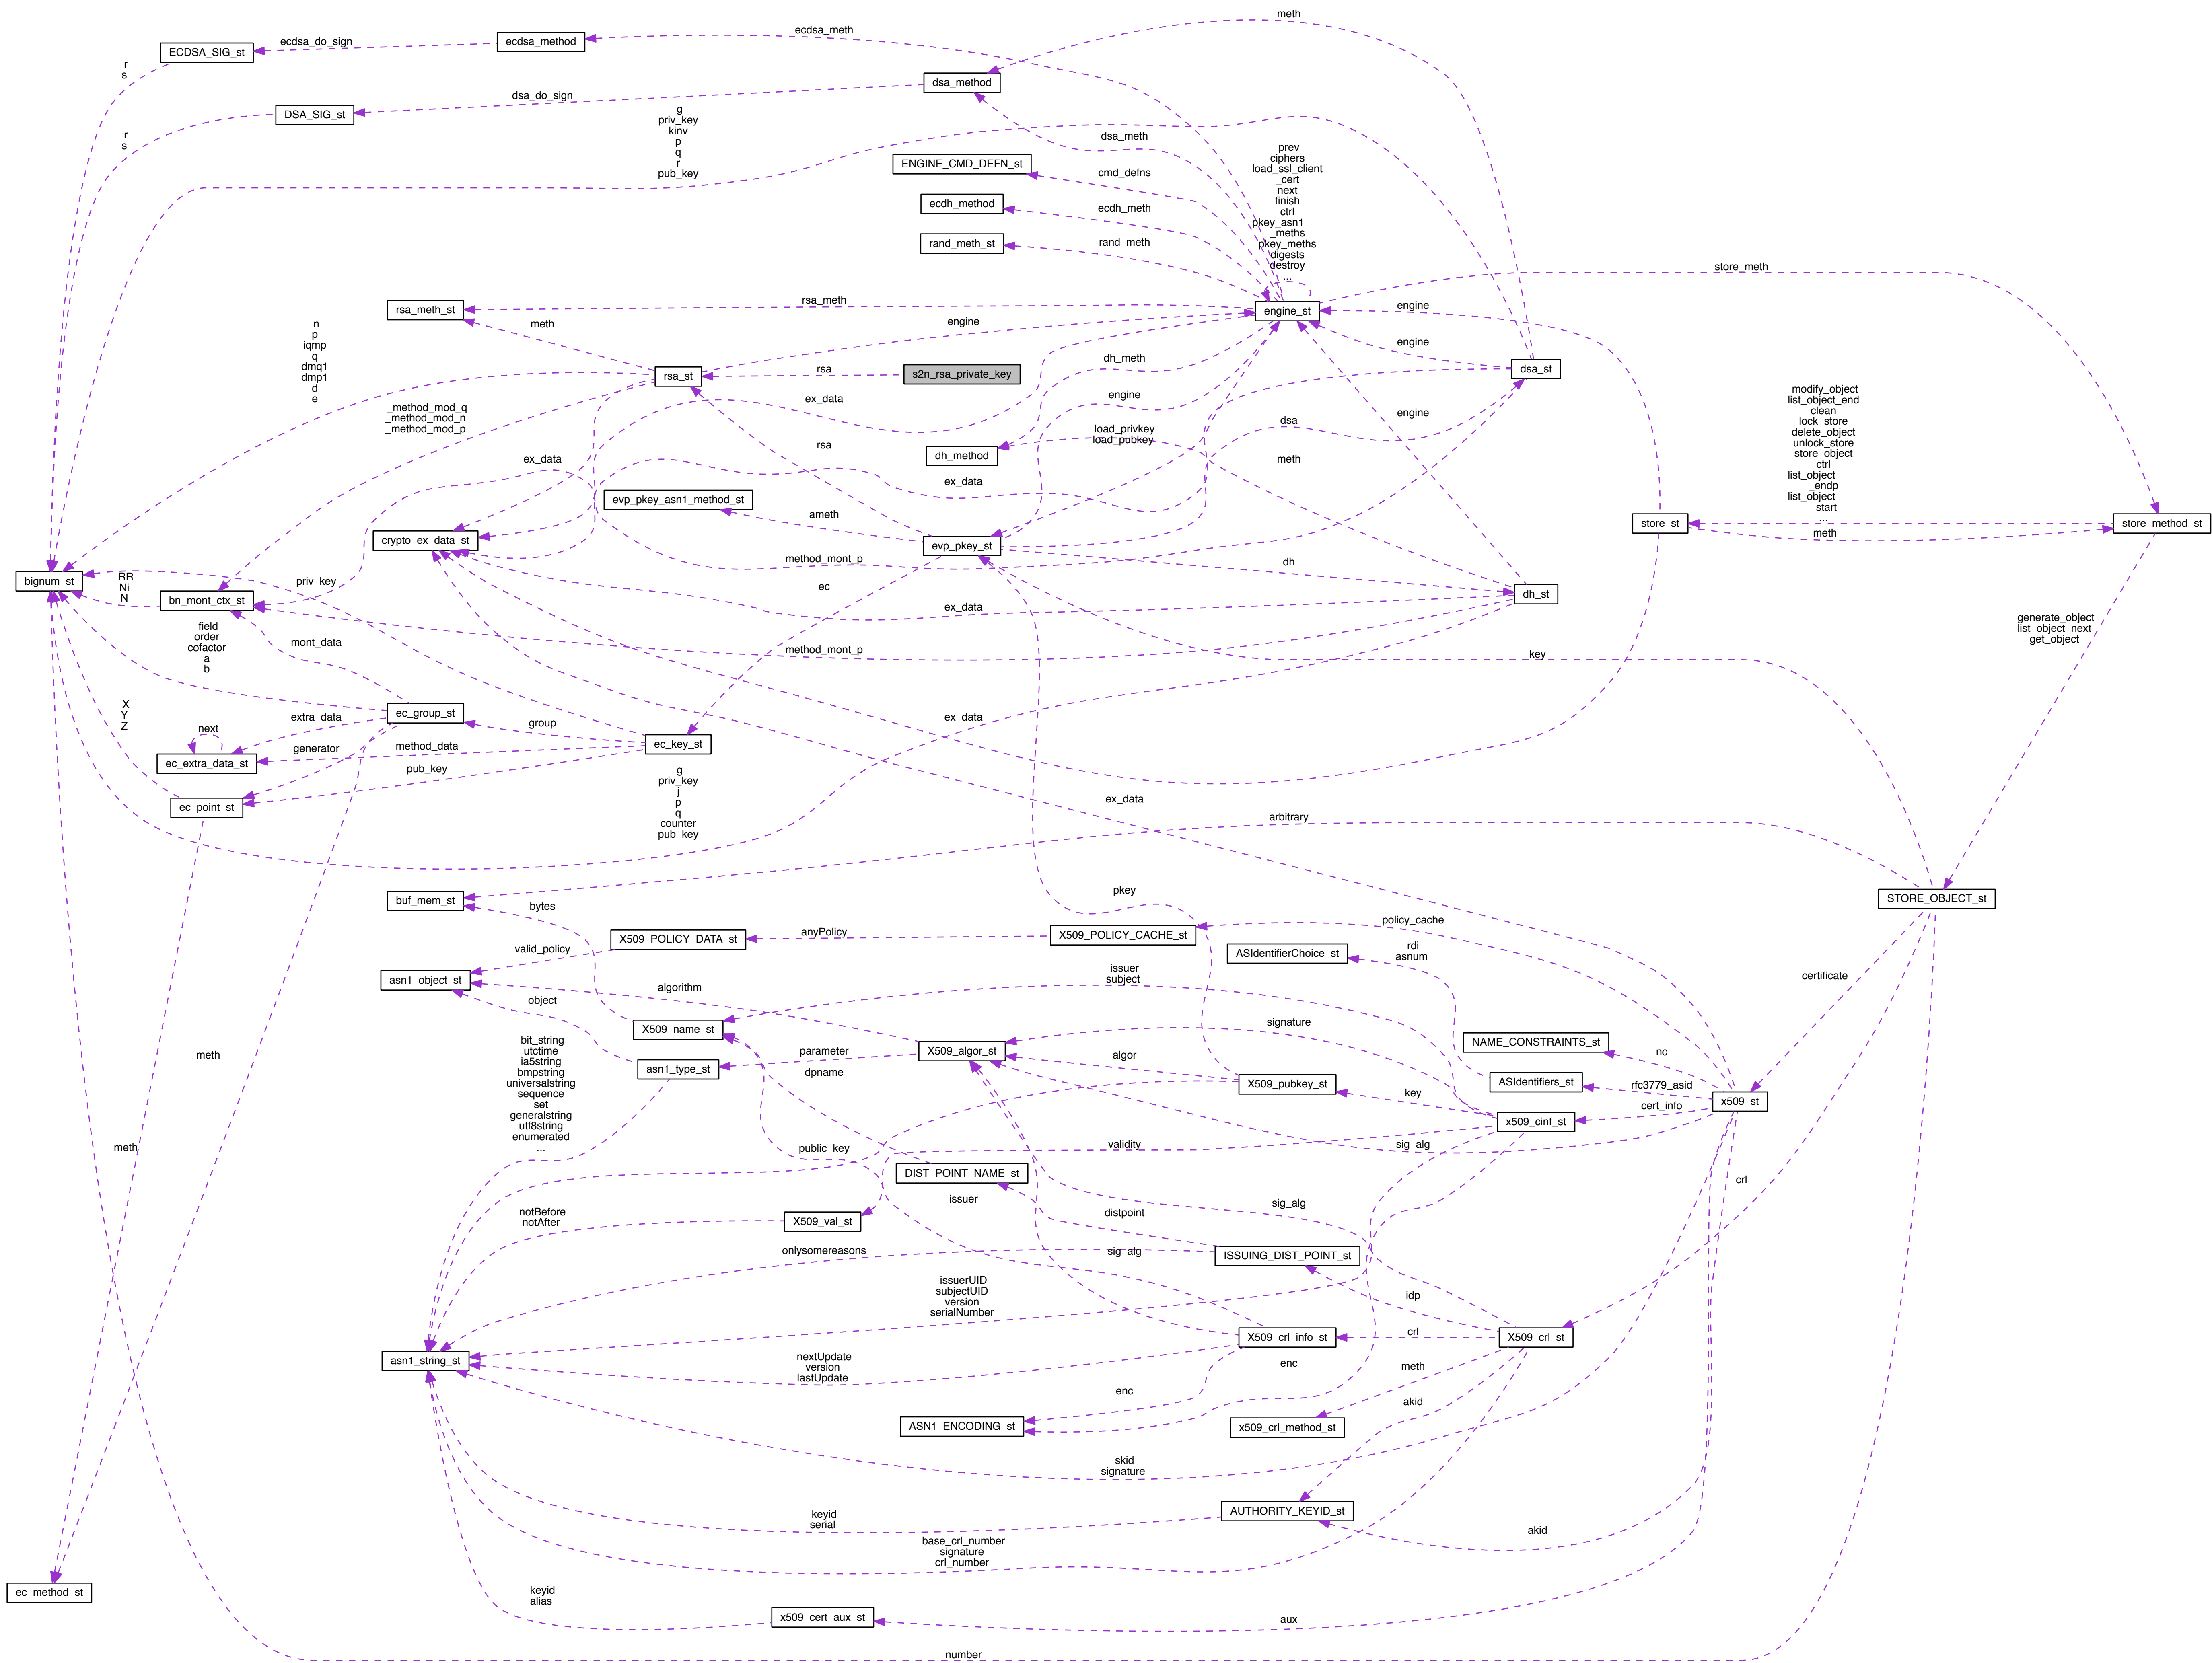 meth
ecdsa_meth
ecdsa_method
ecdsa_do_sign
ECDSA_SIG_st
r
s
dsa_method
dsa_do_sign
DSA_SIG_st
g
priv_key
kinv
p
q
r
pub_key
r
s
dsa_meth
prev
ciphers
load_ssl_client
_cert
next
finish
ctrl
pkey_asn1
_meths
pkey_meths
digests
destroy
...
ENGINE_CMD_DEFN_st
cmd_defns
ecdh_method
ecdh_meth
rand_meth_st
rand_meth
store_meth
rsa_meth_st
rsa_meth
engine_st
engine
meth
engine
n
p
iqmp
q
dmq1
dmp1
d
e
engine
dh_meth
rsa_st
rsa
s2n_rsa_private_key
dsa_st
modify_object
list_object_end
clean
lock_store
delete_object
unlock_store
store_object
ctrl
list_object
_endp
list_object
_start
...
_method_mod_q
_method_mod_n
_method_mod_p
ex_data
engine
engine
load_privkey
load_pubkey
dsa
rsa
dh_method
ex_data
meth
ex_data
evp_pkey_asn1_method_st
ameth
store_st
meth
store_method_st
crypto_ex_data_st
evp_pkey_st
method_mont_p
dh
bignum_st
RR
Ni
N
priv_key
ec
bn_mont_ctx_st
dh_st
ex_data
generate_object
list_object_next
get_object
field
order
cofactor
a
b
mont_data
method_mont_p
key
X
Y
Z
ec_group_st
extra_data
group
ex_data
next
generator
method_data
ec_key_st
ec_extra_data_st
pub_key
g
priv_key
j
p
q
counter
pub_key
ec_point_st
ex_data
arbitrary
buf_mem_st
bytes
pkey
STORE_OBJECT_st
policy_cache
X509_POLICY_DATA_st
anyPolicy
X509_POLICY_CACHE_st
valid_policy
ASIdentifierChoice_st
rdi
asnum
asn1_object_st
issuer
subject
certificate
algorithm
object
X509_name_st
signature
NAME_CONSTRAINTS_st
nc
bit_string
utctime
ia5string
bmpstring
universalstring
sequence
set
generalstring
utf8string
enumerated
...
meth
parameter
X509_algor_st
algor
asn1_type_st
dpname
X509_pubkey_st
ASIdentifiers_st
rfc3779_asid
key
cert_info
x509_st
x509_cinf_st
meth
public_key
validity
sig_alg
DIST_POINT_NAME_st
crl
issuer
sig_alg
notBefore
notAfter
X509_val_st
distpoint
onlysomereasons
sig_alg
ISSUING_DIST_POINT_st
issuerUID
subjectUID
version
serialNumber
idp
X509_crl_info_st
crl
X509_crl_st
asn1_string_st
nextUpdate
version
lastUpdate
enc
meth
enc
akid
ASN1_ENCODING_st
x509_crl_method_st
skid
signature
keyid
serial
AUTHORITY_KEYID_st
akid
base_crl_number
signature
crl_number
ec_method_st
keyid
alias
x509_cert_aux_st
aux
number